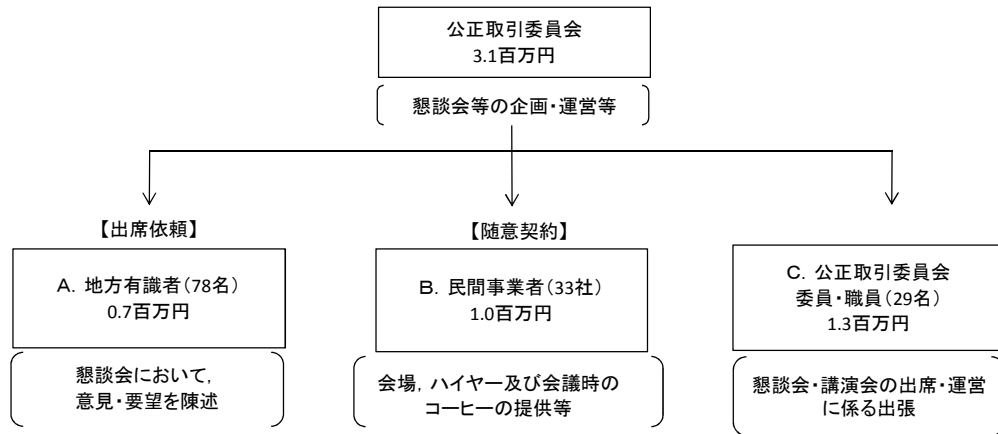 公正取引委員会
3.1百万円
懇談会等の企画・運営等
【出席依頼】
A. 地方有識者(78名)
0.7百万円
懇談会において,
意見・要望を陳述
【随意契約】
B. 民間事業者(33社)
1.0百万円
会場, ハイヤー及び会議時の
コーヒーの提供等
C. 公正取引委員会
委員・職員(29名)
1.3百万円
懇談会・講演会の出席・運営
に係る出張